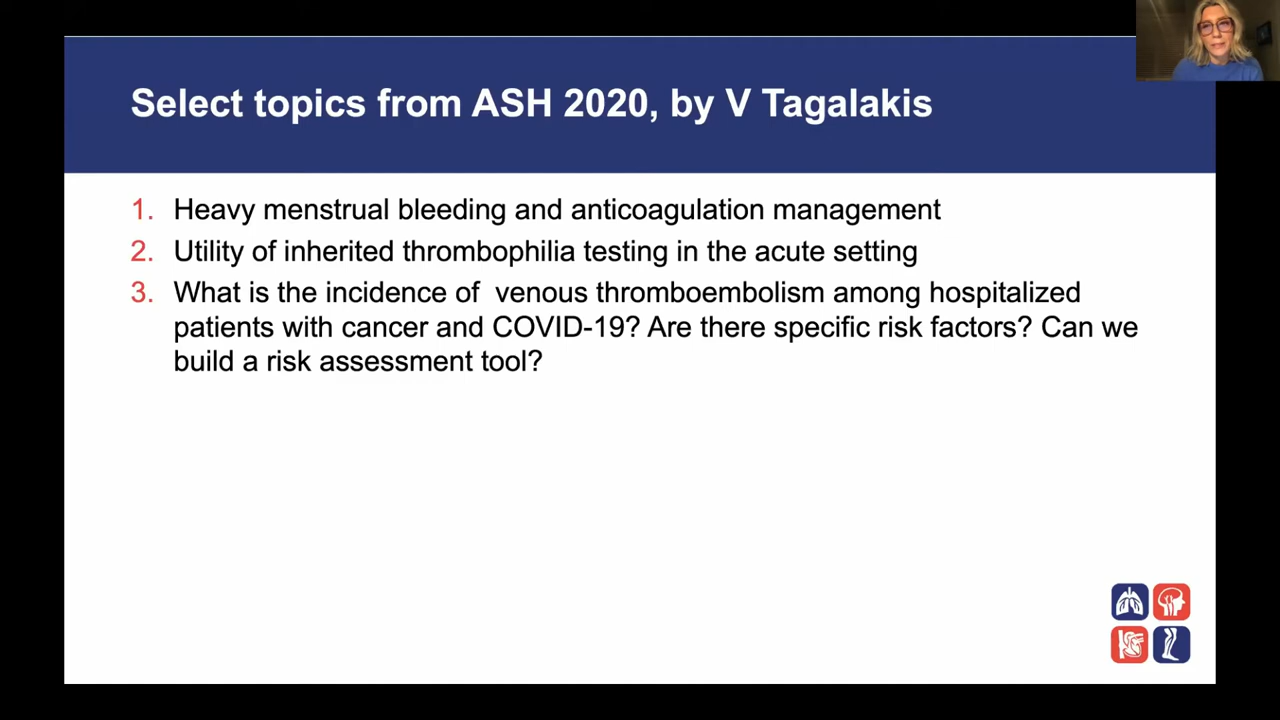 Select topics from ASH 2020, by V Tagalakis
1. Heavy menstrual bleeding and anticoagulation management
2. Utility of inherited thrombophilia testing in the acute setting
3. What is the incidence of  venous thromboembolism among hospitalized
patients with cancer and COVID-19? Are there specific risk factors? Can we
build a risk assessment tool?